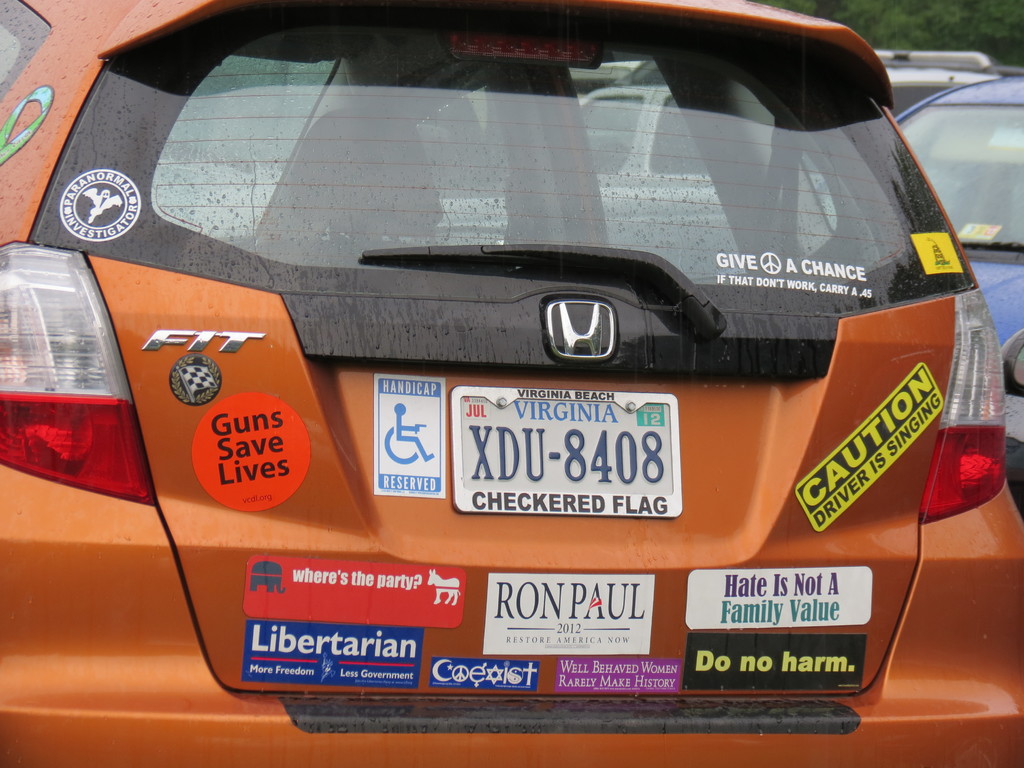 PARANORMAL
INVESTIGATOR
GIVE A CHANCE
IF THAT DON'T WORK, CARRY A .45
FIT
Guns
Save
Lives
vcdl.org
HANDICAP
RESERVED
VIRGINIA BEACH
JUL
VIRGINIA
12
XDU-8408
CHECKERED FLAG
CAUTION
DRIVER IS SINGING
where's the party?
Libertarian
More Freedom Less Government
RON PAUL
2012
RESTORE AMERICA NOW
COEXIST
WELL BEHAVED WOMEN
RARELY MAKE HISTORY
Hate Is Not A
Family Value
Do no harm.